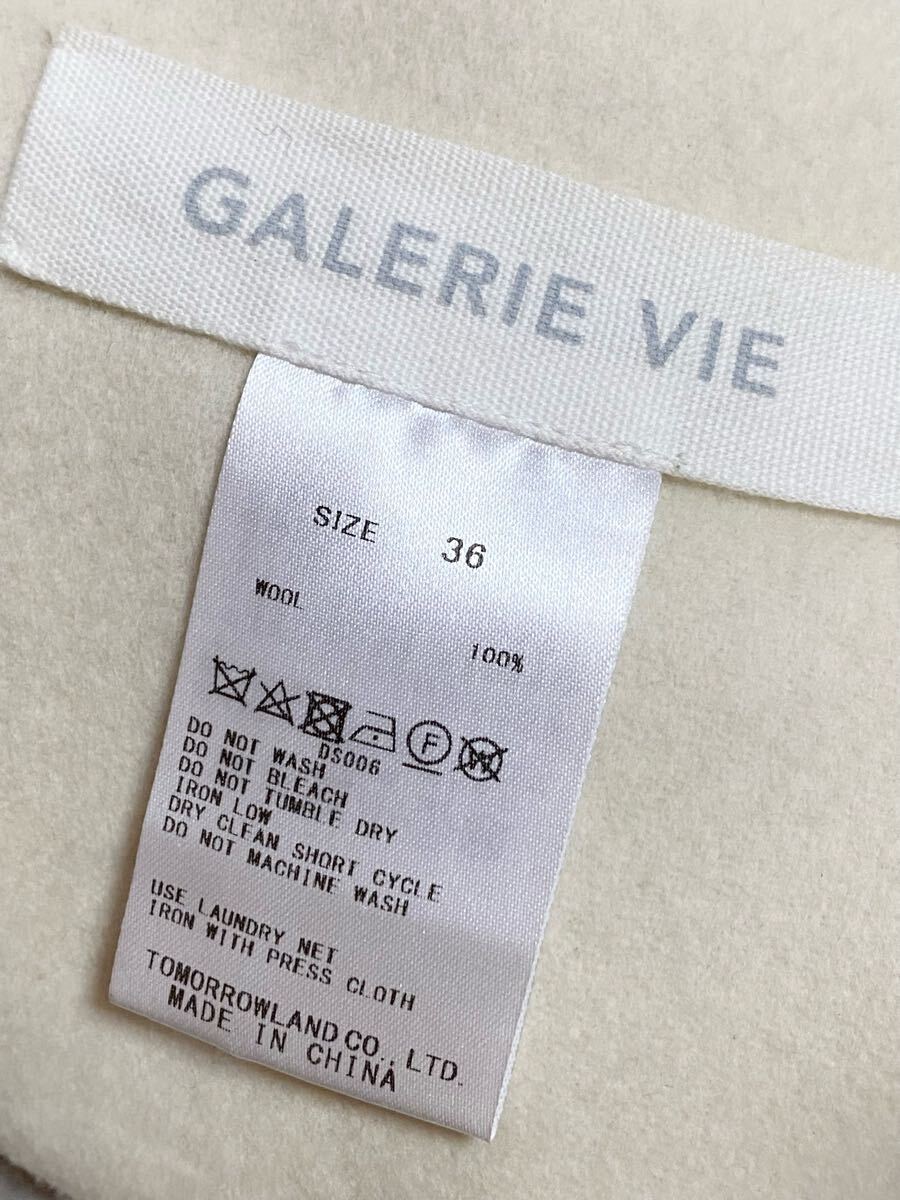 GALERIE VIE
SIZE 36
WOOL
100%
F W
DS006
DO NOT WASH
DO NOT BLEACH
DO NOT TUMBLE DRY
IRON LOW
DRY CLEAN SHORT CYCLE
DO NOT MACHINE WASH
USE LAUNDRY NET
IRON WITH PRESS CLOTH
TOMORROWLAND CO., LTD.
MADE IN CHINA